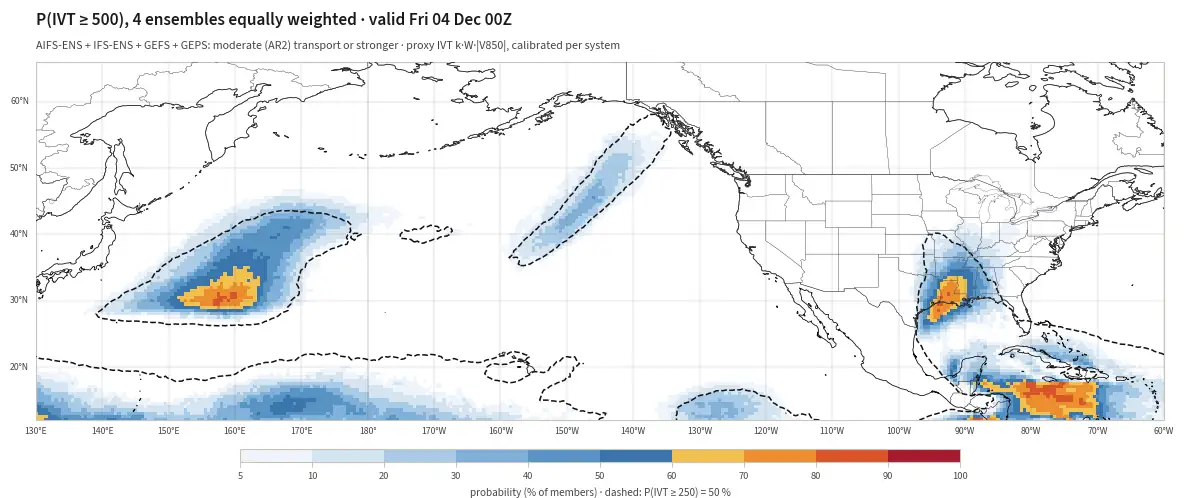 P(IVT ≥ 500), 4 ensembles equally weighted · valid Fri 04 Dec 00Z
AIFS-ENS + IFS-ENS + GEFS + GEPS: moderate (AR2) transport or stronger · proxy IVT k·W·|V850|, calibrated per system
60°N
50°N
40°N
30°N
20°N
130°E 140°E 150°E 160°E 170°E 180° 170°W 160°W 150°W 140°W 130°W 120°W 110°W 100°W 90°W 80°W 70°W 60°W
5 10 20 30 40 50 60 70 80 90 100
probability (% of members) · dashed: P(IVT ≥ 250) = 50 %